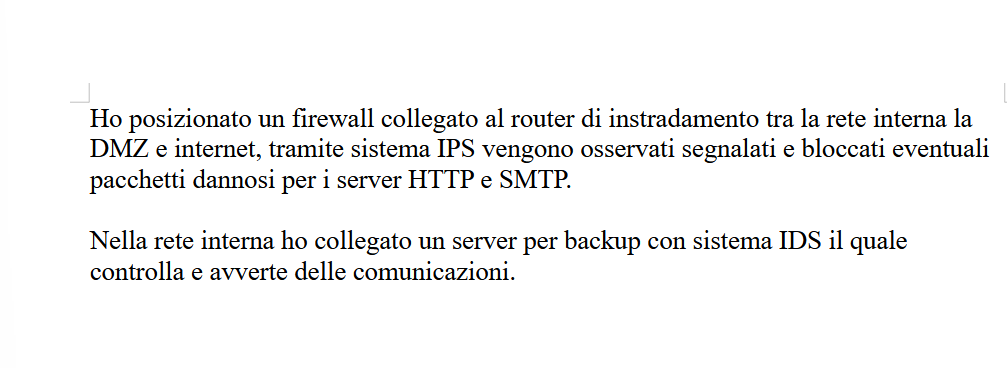 Ho posizionato un firewall collegato al router di instradamento tra la rete interna la
DMZ e internet, tramite sistema IPS vengono osservati segnalati e bloccati eventuali
pacchetti dannosi per i server HTTP e SMTP.
Nella rete interna ho collegato un server per backup con sistema IDS il quale
controlla e avverte delle comunicazioni.